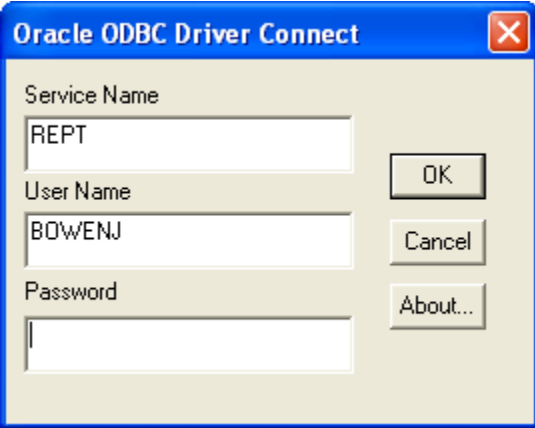 Oracle ODBC Driver Connect
Service Name
REPT
OK
User Name
BOWENJ
Cancel
Password
About...